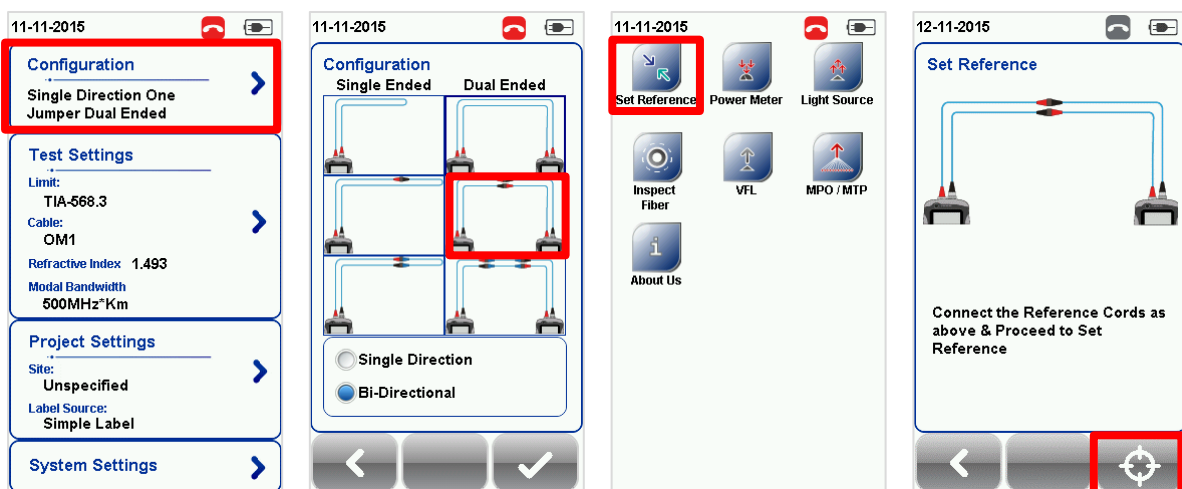 11-11-2015
Configuration
Single Direction One
Jumper Dual Ended
Test Settings
Limit:
TIA-568.3
Cable:
OM1
Refractive Index 1.493
Modal Bandwidth
500MHz*Km
Project Settings
Site:
Unspecified
Label Source:
Simple Label
System Settings
11-11-2015
Configuration
Single Ended Dual Ended
Single Direction
Bi-Directional
11-11-2015
Set Reference Power Meter Light Source
Inspect
Fiber
VFL
MPO / MTP
About Us
12-11-2015
Set Reference
Connect the Reference Cords as
above & Proceed to Set
Reference